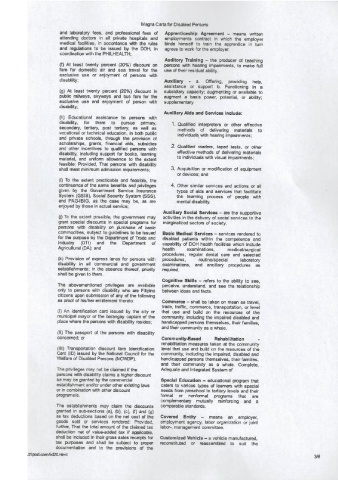 Magna Carta for Disabled Persons
and laboratory fees, and professional fees of
attending doctors in all private hospitals and
medical facilities, in accordance with the rules
and regulations to be issued by the DOH, in
coordination with the PHILHEALTH;
(f) At least twenty percent (20%) discount on
fare for domestic air and sea travel for the
exclusive use or enjoyment of persons with
disability;
(g) At least twenty percent (20%) discount in
public railways, skyways and bus fare for the
exclusive use and enjoyment of person with
disability;
(h) Educational assistance to persons with
disability, for them to pursue primary,
secondary, tertiary, post tertiary, as well as
vocational or technical education, in both public
and private schools, through the provision of
scholarships, grants, financial aids, subsidies
and other incentives to qualified persons with
disability, including support for books, learning
material, and uniform allowance to the extent
feasible: Provided, That persons with disability
shall meet minimum admission requirements;
(i) To the extent practicable and feasible, the
continuance of the same benefits and privileges
given by the Government Service Insurance
System (GSIS), Social Security System (SSS),
and PAG-IBIG, as the case may be, as are
enjoyed by those in actual service;
(j) To the extent possible, the government may
grant special discounts in special programs for
persons with disability on purchase of basic
commodities, subject to guidelines to be issued
for the purpose by the Department of Trade and
Industry (DTI) and the Department of
Agricultural (DA); and
(k) Provision of express lanes for persons with
disability in all commercial and government
establishments; in the absence thereof, priority
shall be given to them.
The abovementioned privileges are available
only to persons with disability who are Filipino
citizens upon submission of any of the following
as proof of his/her entitlement thereto:
(I) An identification card issued by the city or
municipal mayor or the barangay captain of the
place where the persons with disability resides;
(II) The passport of the persons with disability
concerned; or
(III) Transportation discount fare Identification
Card (ID) issued by the National Council for the
Welfare of Disabled Persons (NCWDP).
The privileges may not be claimed if the
persons with disability claims a higher discount
as may be granted by the commercial
establishment and/or under other existing laws
or in combination with other discount
program/s.
The establishments may claim the discounts
granted in sub-sections (a), (b), (c), (f) and (g)
as tax deductions based on the net cost of the
goods sold or services rendered: Provided,
further, That the total amount of the claimed tax
deduction net of value-added tax if applicable,
shall be included in their gross sales receipts for
tax purposes and shall be subject to proper
documentation and to the provisions of the
Apprenticeship Agreement – means written
employments contract in which the employer
binds himself to train the apprentice in turn
agrees to work for the employer
Auditory Training – the procedure of teaching
persons with hearing impairments, to make full
use of their residual ability.
Auxiliary – a. Offering, providing help,
assistance or support b. Functioning in a
subsidiary capacity; augmenting or available to
augment a basic power, potential, or ability;
supplementary
Auxiliary Aids and Services include:
1. Qualified interpreters or other effective
methods of delivering materials to
individuals with hearing impairments;
2. Qualified readers, taped tests, or other
effective methods of delivering materials
to individuals with visual impairments;
3. Acquisition or modification of equipment
or devices; and
4. Other similar services and actions or all
types of aids and services that facilitate
the learning process of people with
mental disability
Auxiliary Social Services – are the supportive
activities in the delivery of social services to the
marginalized sectors of society
Basic Medical Services – services rendered to
disabled patients within the competence and
capability of DOH health facilities which include
health examinations, medical/surgical
procedures, regular dental care and selected
procedures, routine/special laboratory
examinations, and ancillary procedures as
required.
Cognitive Skills – refers to the ability to see,
perceive, understand, and see the relationship
between ideas and facts
Commerce – shall be taken on mean as travel,
trade, traffic, commerce, transportation, or level
that use and build on the resources of the
community including the impaired disabled and
handicapped persons themselves, their families,
and their community as a whole.
Community-Based Rehabilitation –
rehabilitation measures taken at the community
level that use and build on the resources of the
community, including the impaired, disabled and
handicapped persons themselves, their families,
and their community as a whole. Complete,
Adequate and Integrated System of
Special Education – educational program that
caters to various types of learners with special
needs from preschool to tertiary levels and their
formal or nonformal programs that are
complementary mutually reinforcing and a
comparable standards.
Covered Entity – means an employer,
employment agency, labor organization or joint
labor- management committee.
Customized Vehicle – a vehicle manufactured,
reconstituted or reassembled to suit the
39